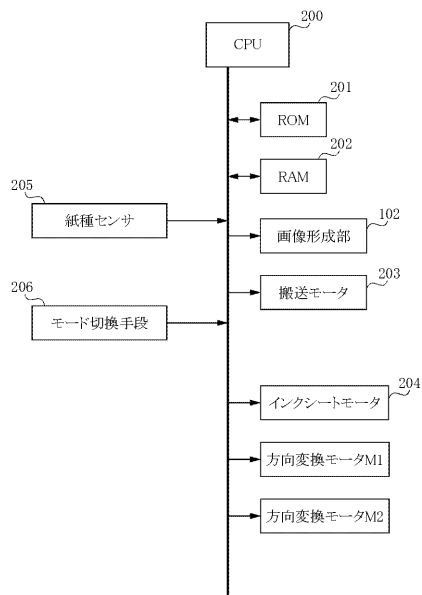 200
CPU
201
ROM
202
RAM
205
紙種センサ
102
画像形成部
203
搬送モータ
206
モード切換手段
204
インクシートモータ
方向変換モータM1
方向変換モータM2